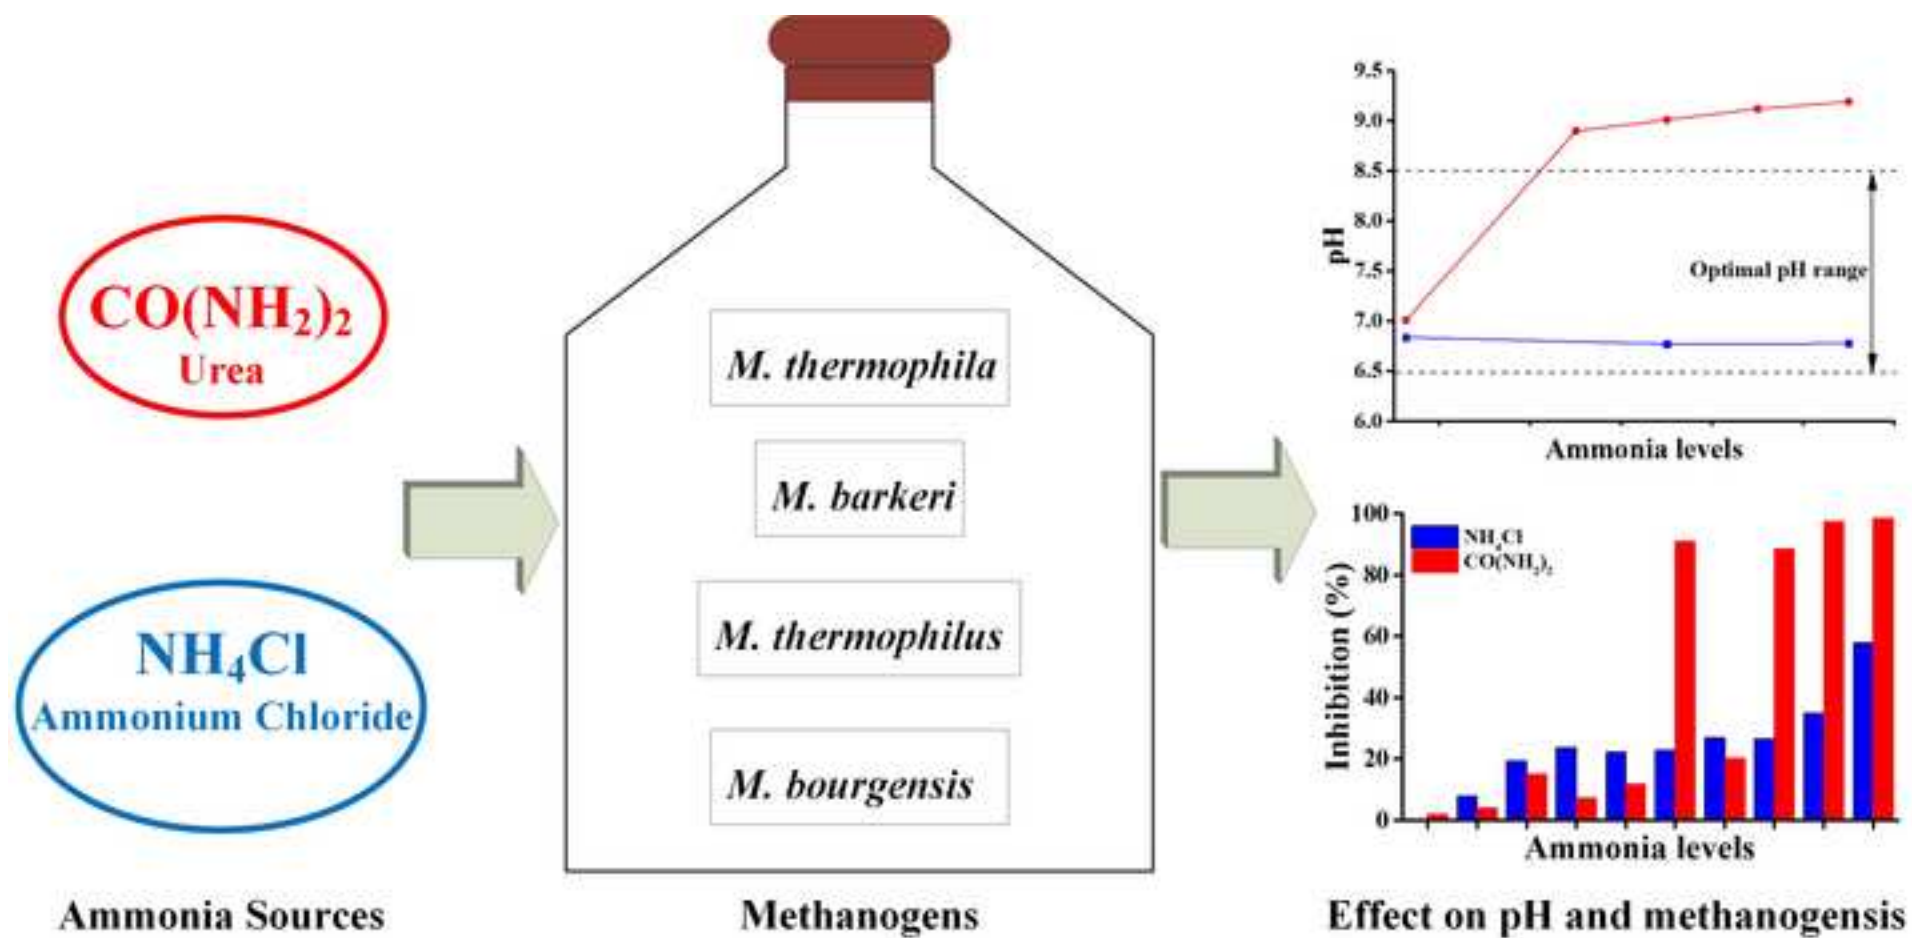 CO(NH₂)₂
Urea
NH₄Cl
Ammonium Chloride
Ammonia Sources
M. thermophila
M. barkeri
M. thermophilus
M. bourgensis
Methanogens
9.5
9.0
8.5
8.0
7.5
7.0
6.5
6.0
pH
Optimal pH range
Ammonia levels
100
80
60
40
20
0
Inhibition (%)
NH₄Cl
CO(NH₂)₂
Ammonia levels
Effect on pH and methanogensis